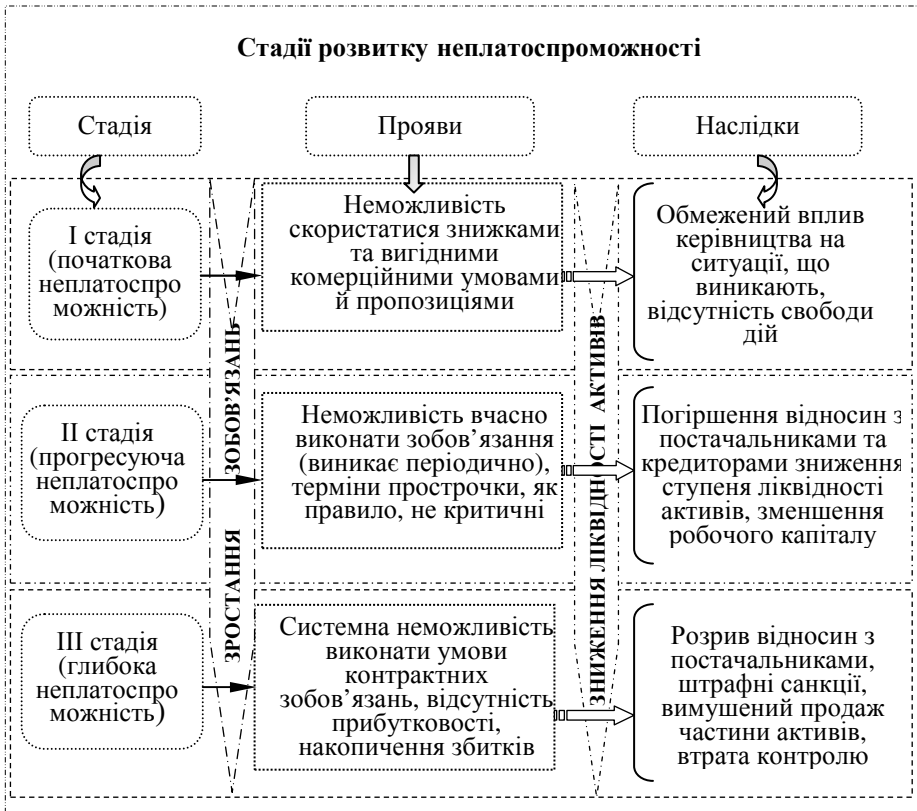 Стадії розвитку неплатоспроможності
Стадія
Прояви
Наслідки
І стадія
(початкова
неплатоспро
можність)
Неможливість
скористатися знижками
та вигідними
комерційними умовами
й пропозиціями
Обмежений вплив
керівництва на
ситуації, що
виникають,
відсутність свободи
дій
ІІ стадія
(прогресуюча
неплатоспро
можність)
Неможливість вчасно
виконати зобов’язання
(виникає періодично),
терміни прострочки, як
правило, не критичні
Погіршення відносин з
постачальниками та
кредиторами зниження
ступеня ліквідності
активів, зменшення
робочого капіталу
ІІІ стадія
(глибока
неплатоспро
можність)
Системна неможливість
виконати умови
контрактних
зобов’язань, відсутність
прибутковості,
накопичення збитків
Розрив відносин з
постачальниками,
штрафні санкції,
вимушений продаж
частини активів,
втрата контролю
ЗРОСТАННЯ ЗОБОВ’ЯЗАНЬ
ЗНИЖЕННЯ ЛІКВІДНОСТІ АКТИВІВ